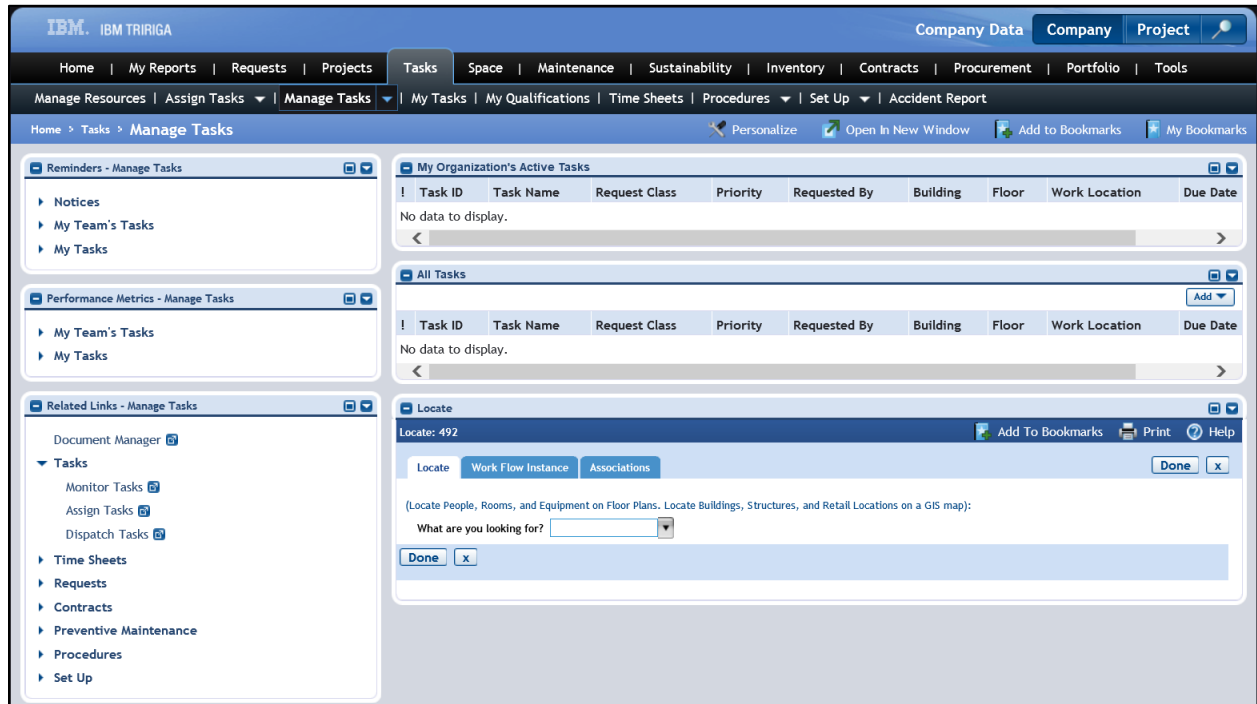 IBM. IBM TRIRIGA
Company Data Company Project
Home | My Reports | Requests | Projects Tasks Space | Maintenance | Sustainability | Inventory | Contracts | Procurement | Portfolio | Tools
Manage Resources | Assign Tasks | Manage Tasks | My Tasks | My Qualifications | Time Sheets | Procedures | Set Up | Accident Report
Home > Tasks > Manage Tasks
Personalize Open In New Window Add to Bookmarks My Bookmarks
Reminders - Manage Tasks
Notices
My Team's Tasks
My Tasks
Performance Metrics - Manage Tasks
My Team's Tasks
My Tasks
Related Links - Manage Tasks
Document Manager
Tasks
Monitor Tasks
Assign Tasks
Dispatch Tasks
Time Sheets
Requests
Contracts
Preventive Maintenance
Procedures
Set Up
My Organization's Active Tasks
! Task ID Task Name Request Class Priority Requested By Building Floor Work Location Due Date
No data to display.
All Tasks
Add
! Task ID Task Name Request Class Priority Requested By Building Floor Work Location Due Date
No data to display.
Locate
Locate: 492
Add To Bookmarks Print Help
Locate Work Flow Instance Associations
Done x
(Locate People, Rooms, and Equipment on Floor Plans. Locate Buildings, Structures, and Retail Locations on a GIS map):
What are you looking for?
Done x